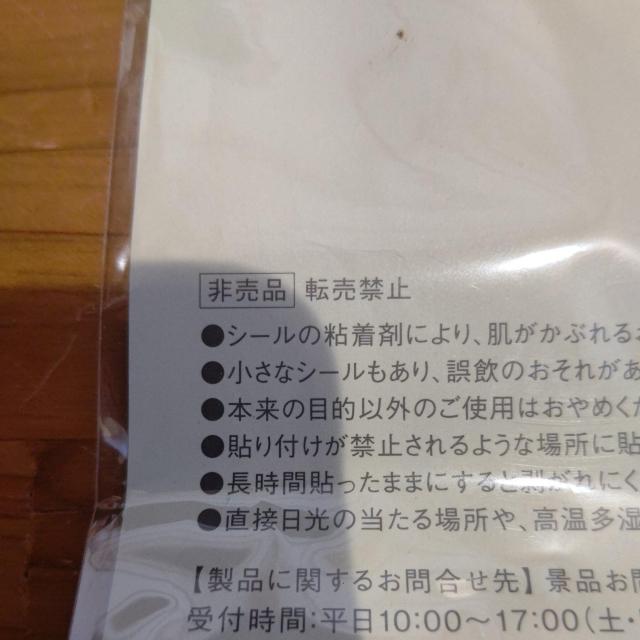 非売品 転売禁止
●シールの粘着剤により、肌がかぶれる
●小さなシールもあり、誤飲のおそれが
●本来の目的以外のご使用はおやめくだ
●貼り付けが禁止されるような場所に貼
●長時間貼ったままにすると剥がれにく
●直接日光の当たる場所や、高温多湿
【製品に関するお問合せ先】景品お問
受付時間:平日10:00〜17:00(土・